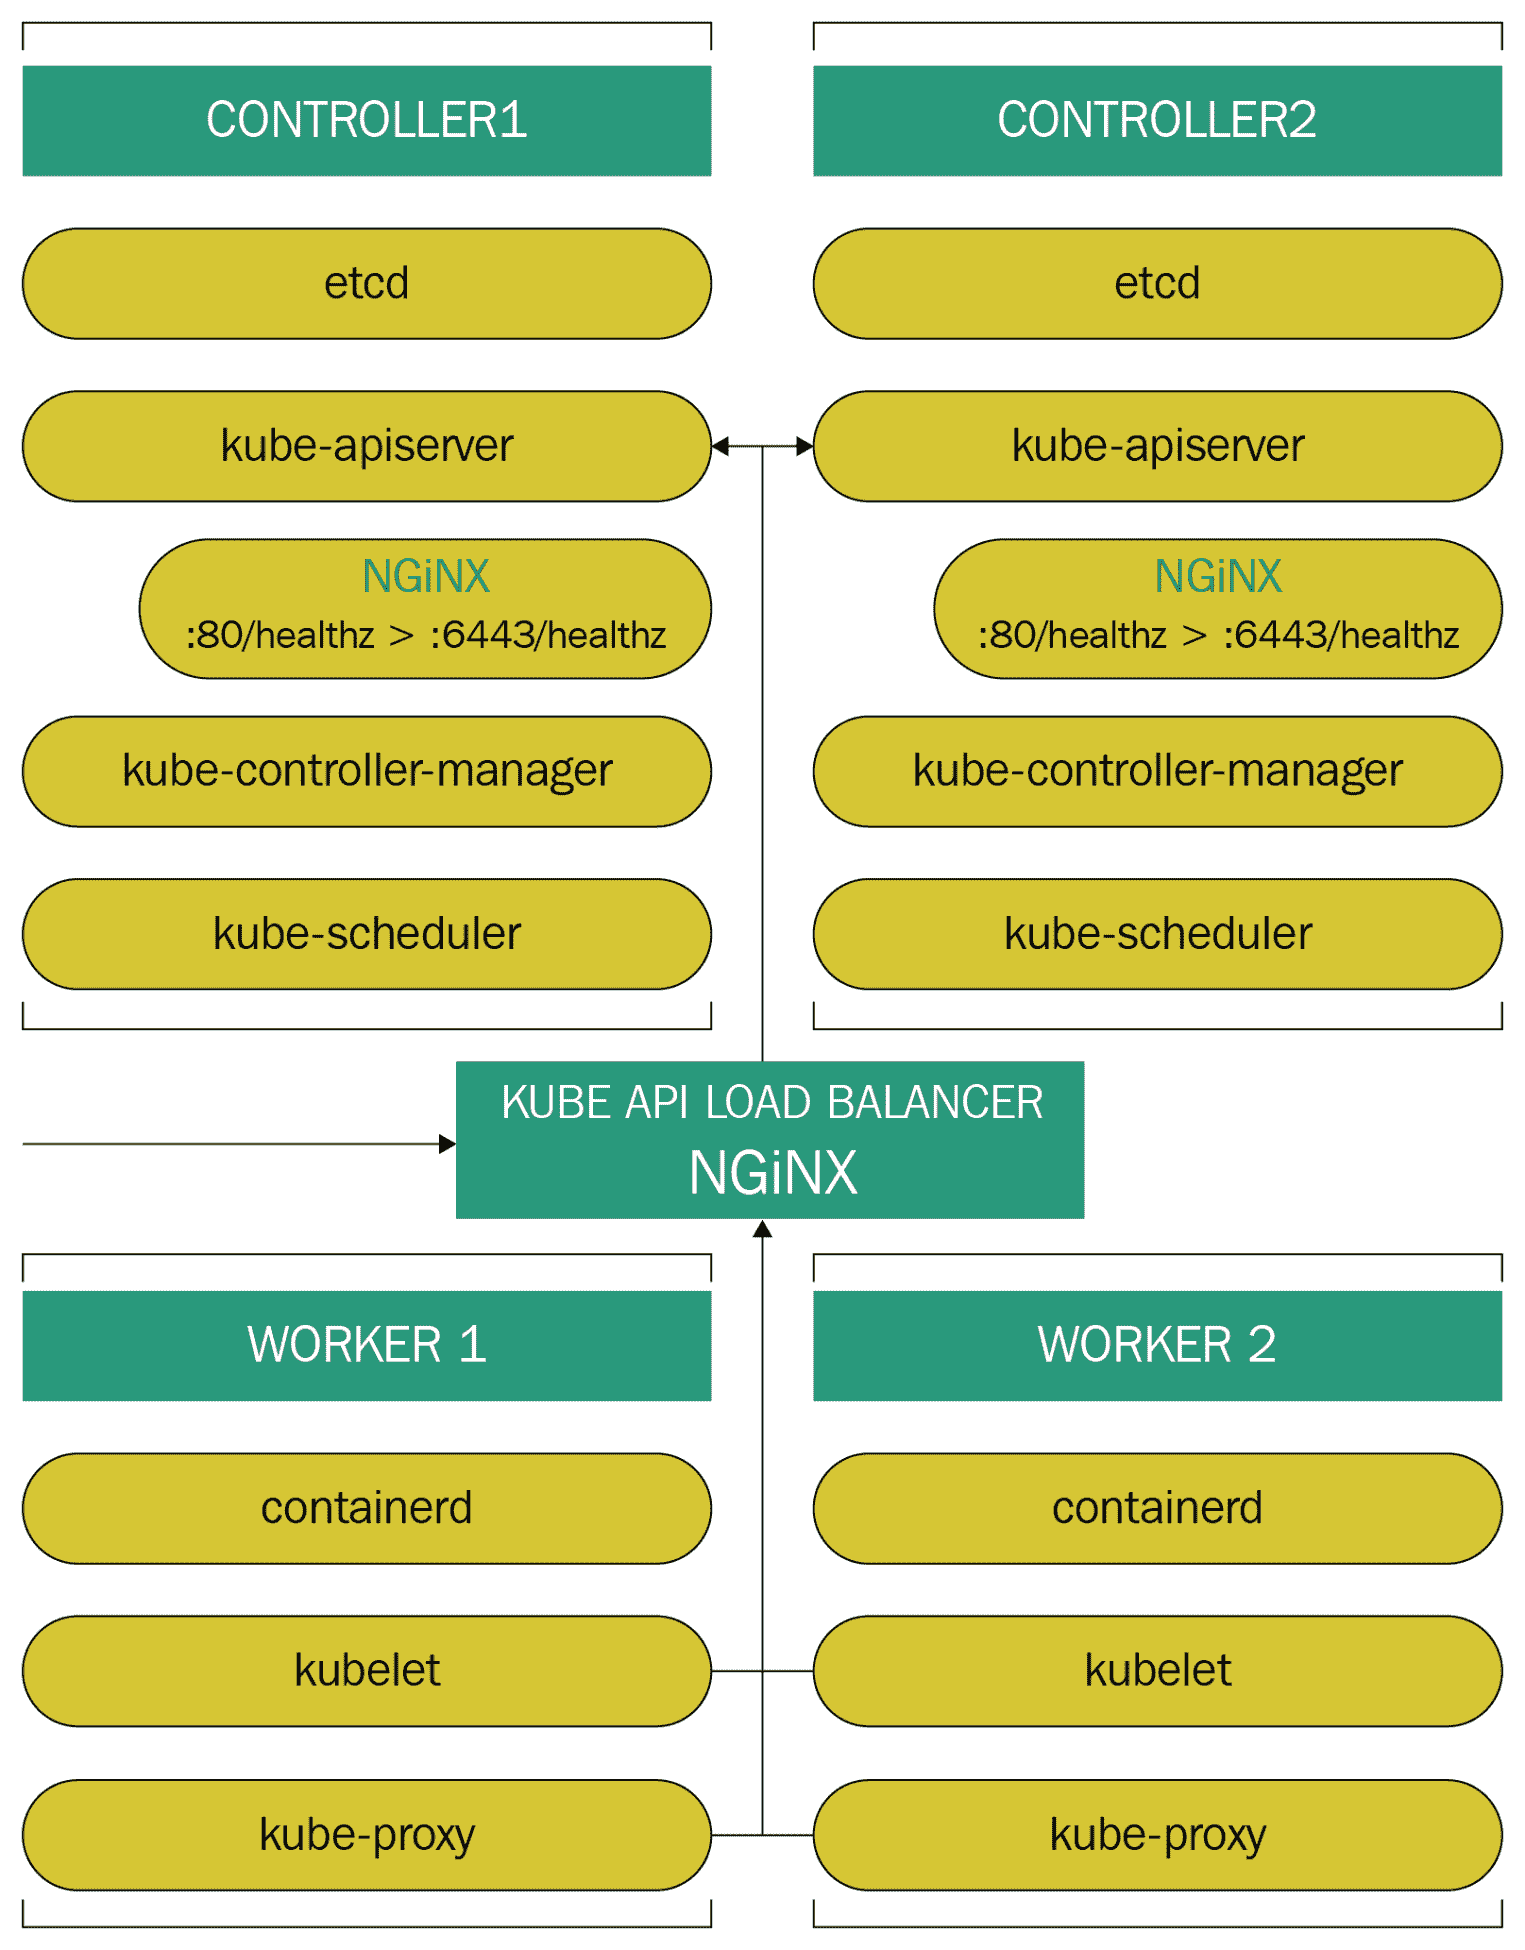 CONTROLLER1
etcd
kube-apiserver
NGiNX
:80/healthz > :6443/healthz
kube-controller-manager
kube-scheduler
CONTROLLER2
etcd
kube-apiserver
NGiNX
:80/healthz > :6443/healthz
kube-controller-manager
kube-scheduler
KUBE API LOAD BALANCER
NGiNX
WORKER 1
containerd
kubelet
kube-proxy
WORKER 2
containerd
kubelet
kube-proxy